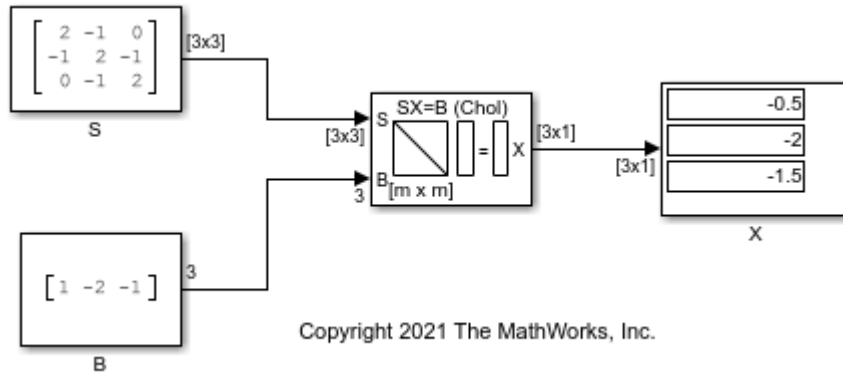 2 -1 0
-1 2 -1
0 -1 2
[3x3]
S
SX=B (Chol)
S
[3x3]
= X
B
3
[m x m]
[3x1]
[3x1]
-0.5
-2
-1.5
X
[1 -2 -1]
3
B
Copyright 2021 The MathWorks, Inc.